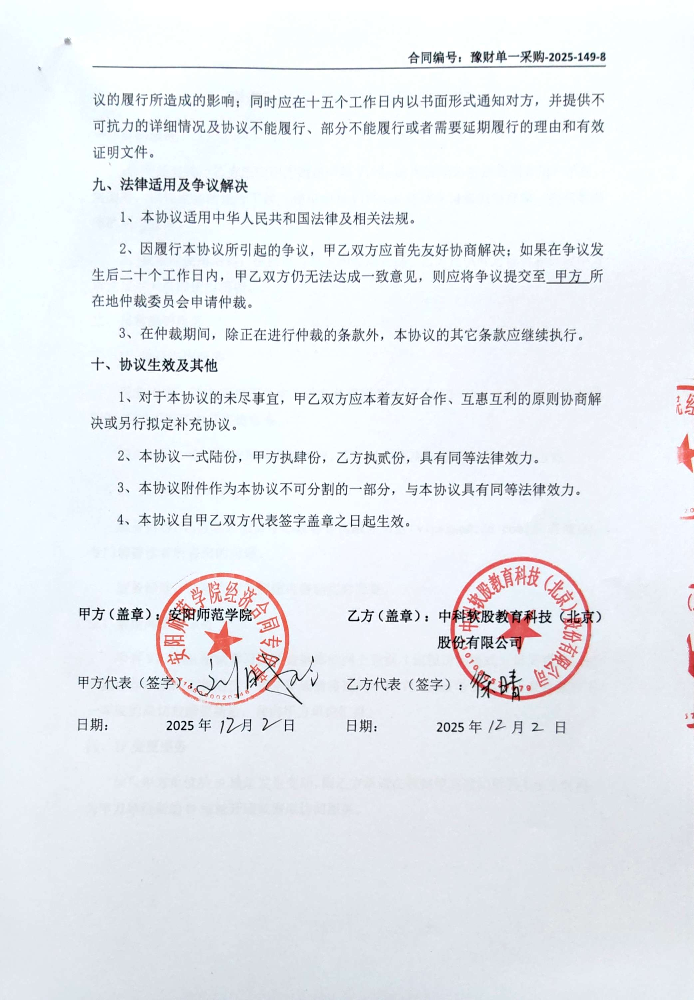 合同编号：豫财单一采购-2025-149-8
议的履行所造成的影响；同时应在十五个工作日内以书面形式通知对方，并提供不
可抗力的详细情况及协议不能履行、部分不能履行或者需要延期履行的理由和有效
证明文件。
九、法律适用及争议解决
1、本协议适用中华人民共和国法律及相关法规。
2、因履行本协议所引起的争议，甲乙双方应首先友好协商解决；如果在争议发
生后二十个工作日内，甲乙双方仍无法达成一致意见，则应将争议提交至 甲方 所
在地仲裁委员会申请仲裁。
3、在仲裁期间，除正在进行仲裁的条款外，本协议的其它条款应继续执行。
十、协议生效及其他
1、对于本协议的未尽事宜，甲乙双方应本着友好合作、互惠互利的原则协商解
决或另行拟定补充协议。
2、本协议一式陆份，甲方执肆份，乙方执贰份，具有同等法律效力。
3、本协议附件作为本协议不可分割的一部分，与本协议具有同等法律效力。
4、本协议自甲乙双方代表签字盖章之日起生效。
安阳师范学院经济合同专用章
中科软股教育科技（北京）股份有限公司
甲方（盖章）：安阳师范学院
乙方（盖章）：中科软股教育科技（北京）
股份有限公司
甲方代表（签字）：
乙方代表（签字）：徐晴
日期： 2025 年 12 月 2 日
日期： 2025 年 12 月 2 日